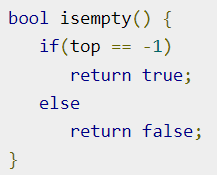 bool isempty() {
   if(top == -1)
      return true;
   else
      return false;
}